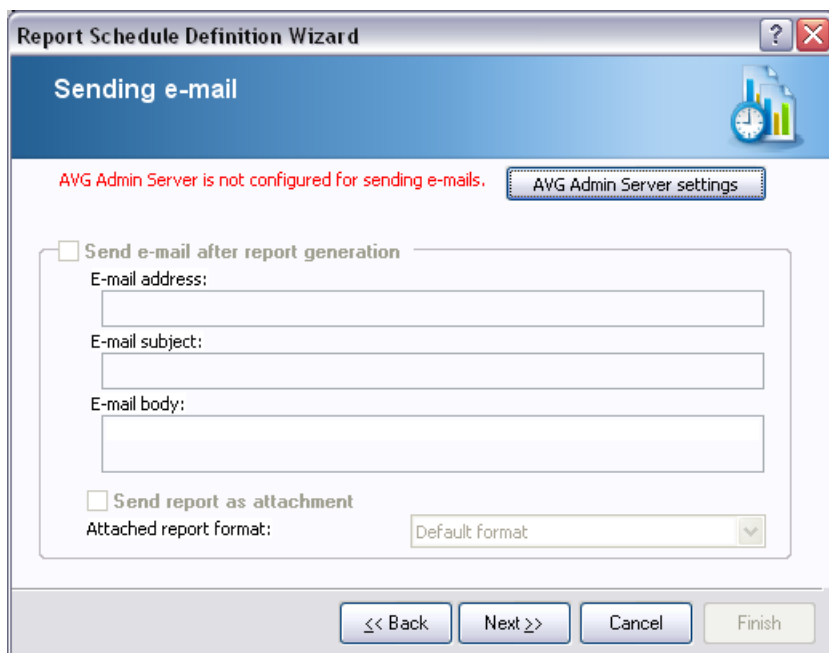 Report Schedule Definition Wizard
?
Sending e-mail
AVG Admin Server is not configured for sending e-mails.
AVG Admin Server settings
Send e-mail after report generation
E-mail address:
E-mail subject:
E-mail body:
Send report as attachment
Attached report format:
Default format
<< Back
Next >>
Cancel
Finish